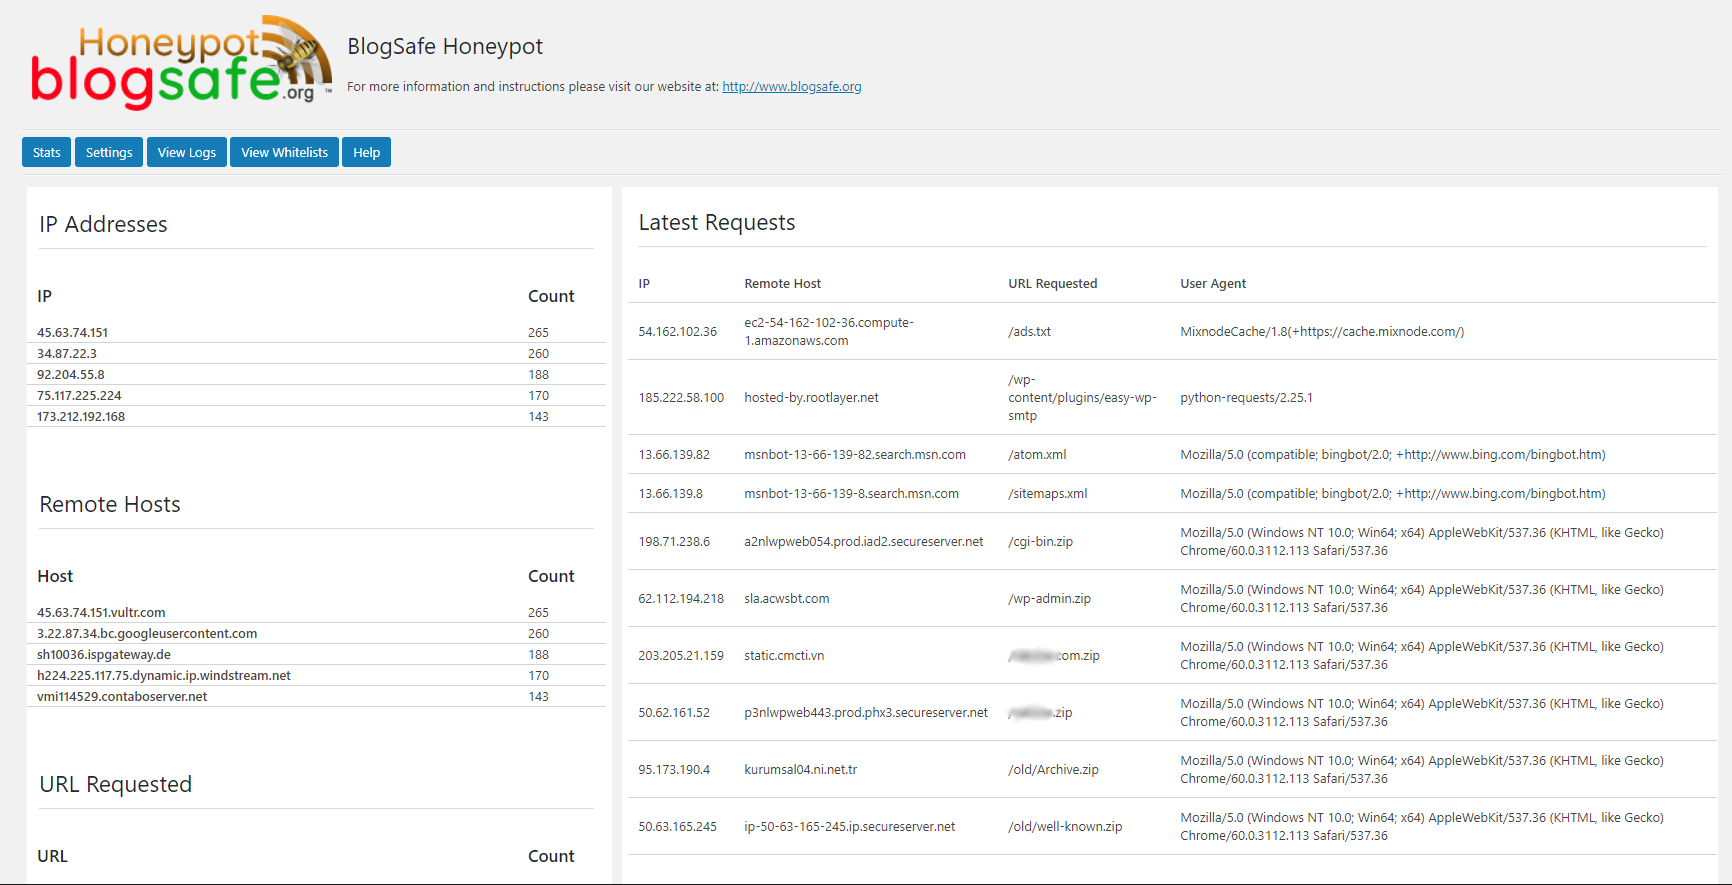 Honeypot
blogsafe.org™
BlogSafe Honeypot
For more information and instructions please visit our website at: http://www.blogsafe.org
Stats Settings View Logs View Whitelists Help
IP Addresses
IP Count
45.63.74.151 265
34.87.22.3 260
92.204.55.8 188
75.117.225.224 170
173.212.192.168 143
Remote Hosts
Host Count
45.63.74.151.vultr.com 265
3.22.87.34.bc.googleusercontent.com 260
sh10036.ispgateway.de 188
h224.225.117.75.dynamic.ip.windstream.net 170
vmi114529.contaboserver.net 143
URL Requested
URL Count
Latest Requests
IP Remote Host URL Requested User Agent
54.162.102.36 ec2-54-162-102-36.compute-
1.amazonaws.com /ads.txt MixnodeCache/1.8(+https://cache.mixnode.com/)
185.222.58.100 hosted-by.rootlayer.net /wp-
content/plugins/easy-wp-
smtp python-requests/2.25.1
13.66.139.82 msnbot-13-66-139-82.search.msn.com /atom.xml Mozilla/5.0 (compatible; bingbot/2.0; +http://www.bing.com/bingbot.htm)
13.66.139.8 msnbot-13-66-139-8.search.msn.com /sitemaps.xml Mozilla/5.0 (compatible; bingbot/2.0; +http://www.bing.com/bingbot.htm)
198.71.238.6 a2nlwpweb054.prod.iad2.secureserver.net /cgi-bin.zip Mozilla/5.0 (Windows NT 10.0; Win64; x64) AppleWebKit/537.36 (KHTML, like Gecko)
Chrome/60.0.3112.113 Safari/537.36
62.112.194.218 sla.acwsbt.com /wp-admin.zip Mozilla/5.0 (Windows NT 10.0; Win64; x64) AppleWebKit/537.36 (KHTML, like Gecko)
Chrome/60.0.3112.113 Safari/537.36
203.205.21.159 static.cmcti.vn com.zip Mozilla/5.0 (Windows NT 10.0; Win64; x64) AppleWebKit/537.36 (KHTML, like Gecko)
Chrome/60.0.3112.113 Safari/537.36
50.62.161.52 p3nlwpweb443.prod.phx3.secureserver.net .zip Mozilla/5.0 (Windows NT 10.0; Win64; x64) AppleWebKit/537.36 (KHTML, like Gecko)
Chrome/60.0.3112.113 Safari/537.36
95.173.190.4 kurumsal04.ni.net.tr /old/Archive.zip Mozilla/5.0 (Windows NT 10.0; Win64; x64) AppleWebKit/537.36 (KHTML, like Gecko)
Chrome/60.0.3112.113 Safari/537.36
50.63.165.245 ip-50-63-165-245.ip.secureserver.net /old/well-known.zip Mozilla/5.0 (Windows NT 10.0; Win64; x64) AppleWebKit/537.36 (KHTML, like Gecko)
Chrome/60.0.3112.113 Safari/537.36